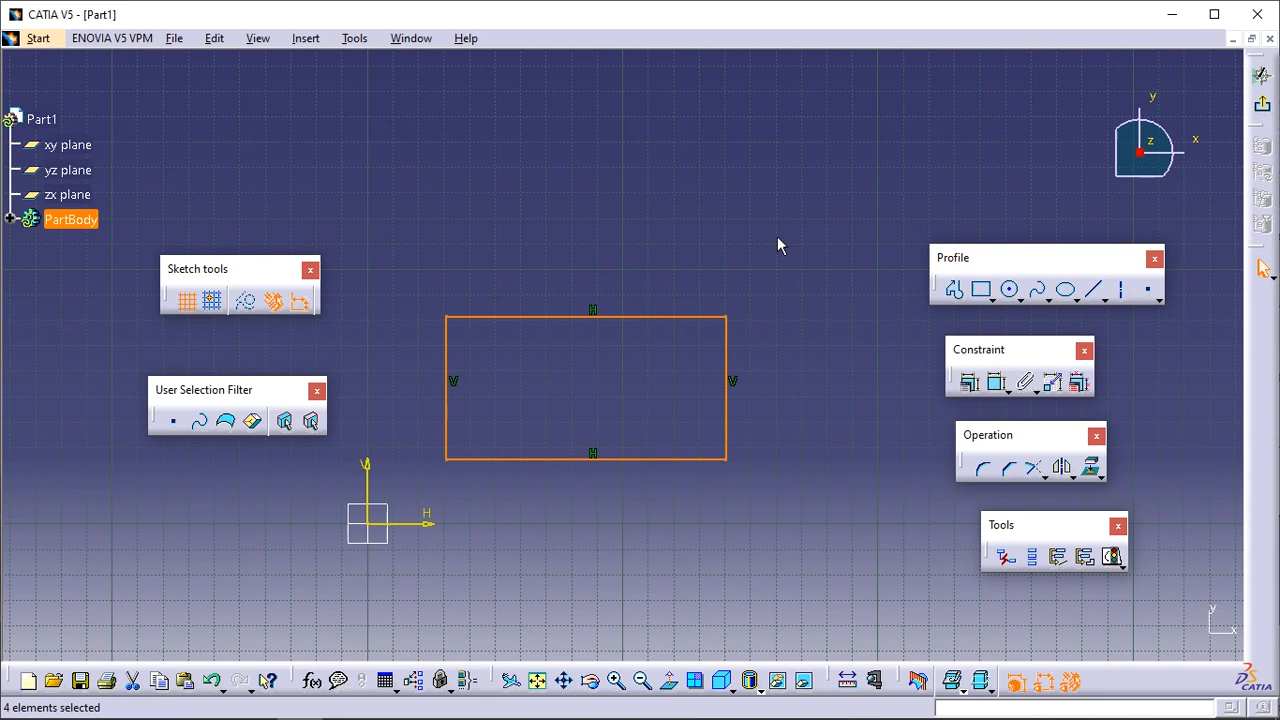 CATIA V5 - [Part1]
Start ENOVIA V5 VPM File Edit View Insert Tools Window Help
y
x
z
Part1
xy plane
yz plane
zx plane
PartBody
Sketch tools
Profile
H
Constraint
V V
User Selection Filter
Operation
H
V
H
Tools
y
x
f(x)
CATIA
4 elements selected